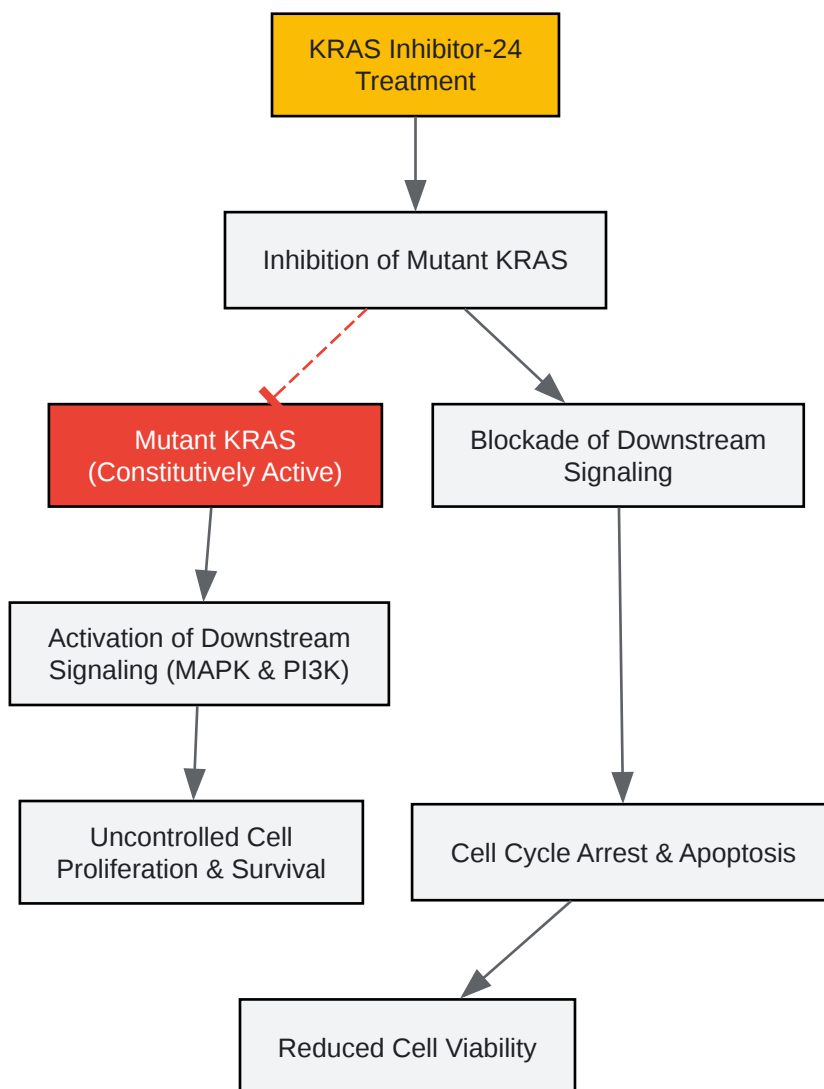 KRAS Inhibitor-24
Treatment
Inhibition of Mutant KRAS
Mutant KRAS
(Constitutively Active)
Blockade of Downstream
Signaling
Activation of Downstream
Signaling (MAPK & PI3K)
Uncontrolled Cell
Proliferation & Survival
Cell Cycle Arrest & Apoptosis
Reduced Cell Viability